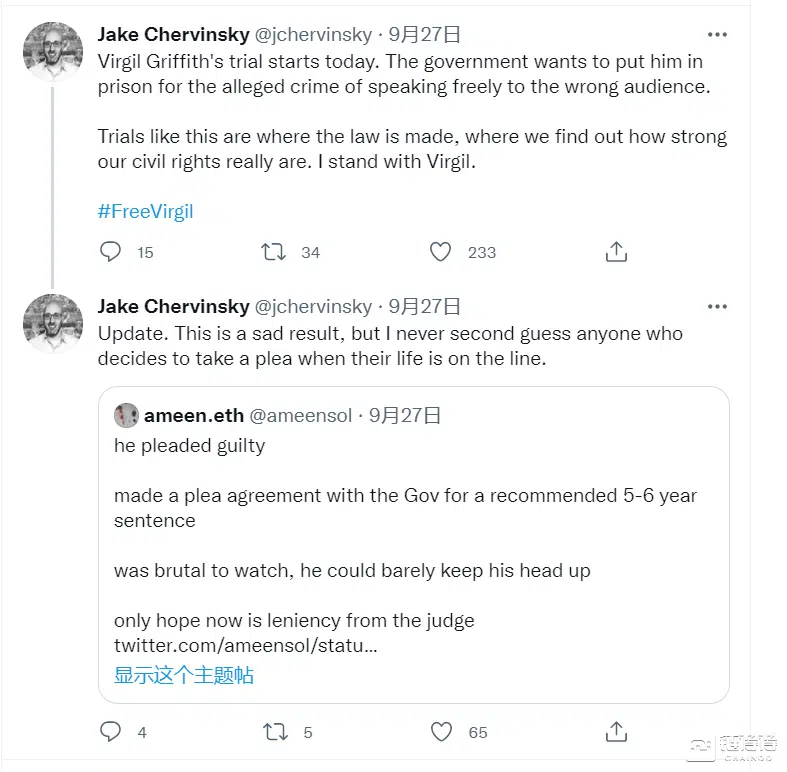 Jake Chervinsky @jchervinsky · 9月27日
Virgil Griffith's trial starts today. The government wants to put him in
prison for the alleged crime of speaking freely to the wrong audience.
Trials like this are where the law is made, where we find out how strong
our civil rights really are. I stand with Virgil.
#FreeVirgil
15 34 233
Jake Chervinsky @jchervinsky · 9月27日
Update. This is a sad result, but I never second guess anyone who
decides to take a plea when their life is on the line.
ameen.eth @ameensol · 9月27日
he pleaded guilty
made a plea agreement with the Gov for a recommended 5-6 year
sentence
was brutal to watch, he could barely keep his head up
only hope now is leniency from the judge
twitter.com/ameensol/statu...
显示这个主题帖
4 5 65
CHAINDD